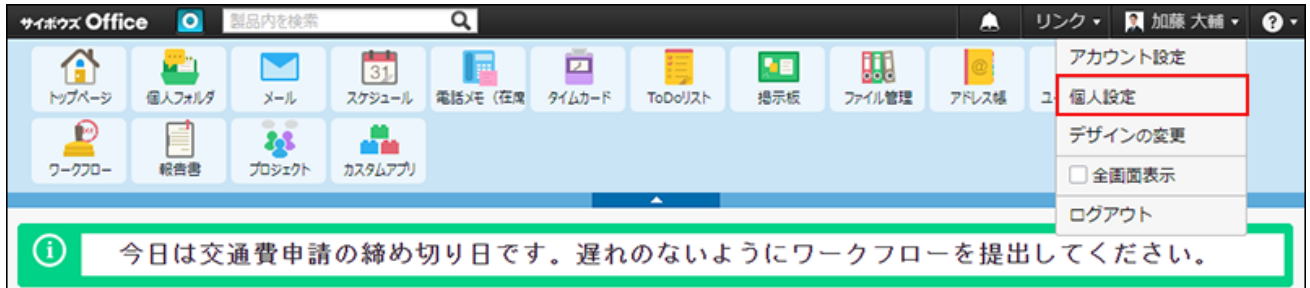 サイボウズ Office 製品内を検索 リンク 加藤 大輔 ?
トップページ 個人フォルダ メール スケジュール 電話メモ（在席 タイムカード ToDoリスト 掲示板 ファイル管理 アドレス帳
ワークフロー 報告書 プロジェクト カスタムアプリ
アカウント設定
個人設定
デザインの変更
全画面表示
ログアウト
今日は交通費申請の締め切り日です。遅れのないようにワークフローを提出してください。